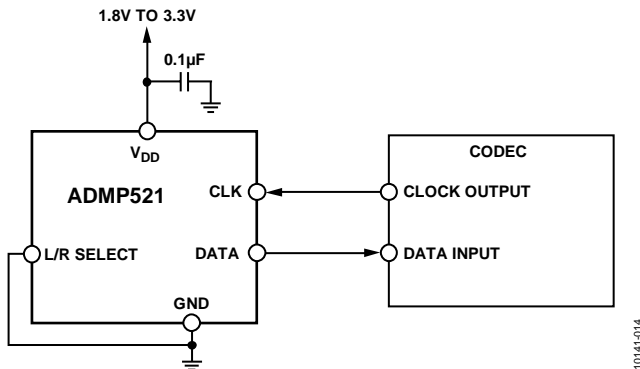 1.8V TO 3.3V
0.1µF
VDD
CODEC
ADMP521
CLK
CLOCK OUTPUT
L/R SELECT
DATA
DATA INPUT
GND
10141-014